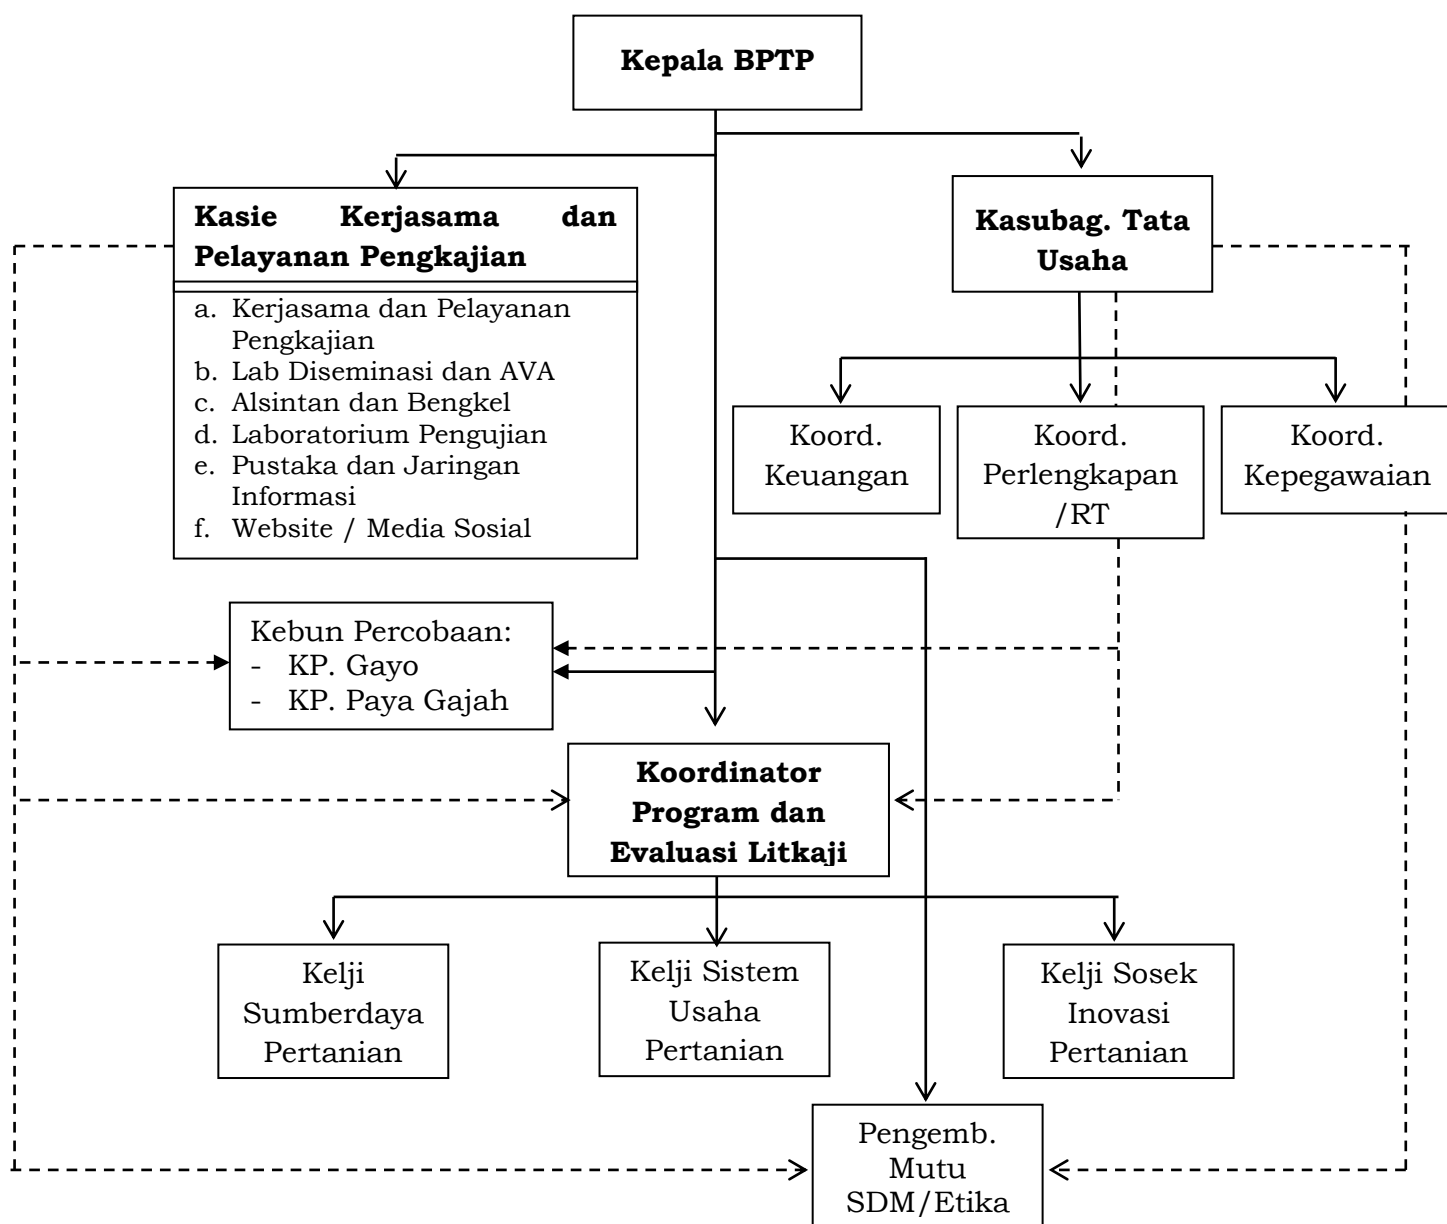 Kepala BPTP
Kasie Kerjasama dan
Pelayanan Pengkajian
a. Kerjasama dan Pelayanan
Pengkajian
b. Lab Diseminasi dan AVA
c. Alsintan dan Bengkel
d. Laboratorium Pengujian
e. Pustaka dan Jaringan
Informasi
f. Website / Media Sosial
Kasubag. Tata
Usaha
Koord.
Keuangan
Koord.
Perlengkapan
/RT
Koord.
Kepegawaian
Kebun Percobaan:
- KP. Gayo
- KP. Paya Gajah
Koordinator
Program dan
Evaluasi Litkaji
Kelji
Sumberdaya
Pertanian
Kelji Sistem
Usaha
Pertanian
Kelji Sosek
Inovasi
Pertanian
Pengemb.
Mutu
SDM/Etika